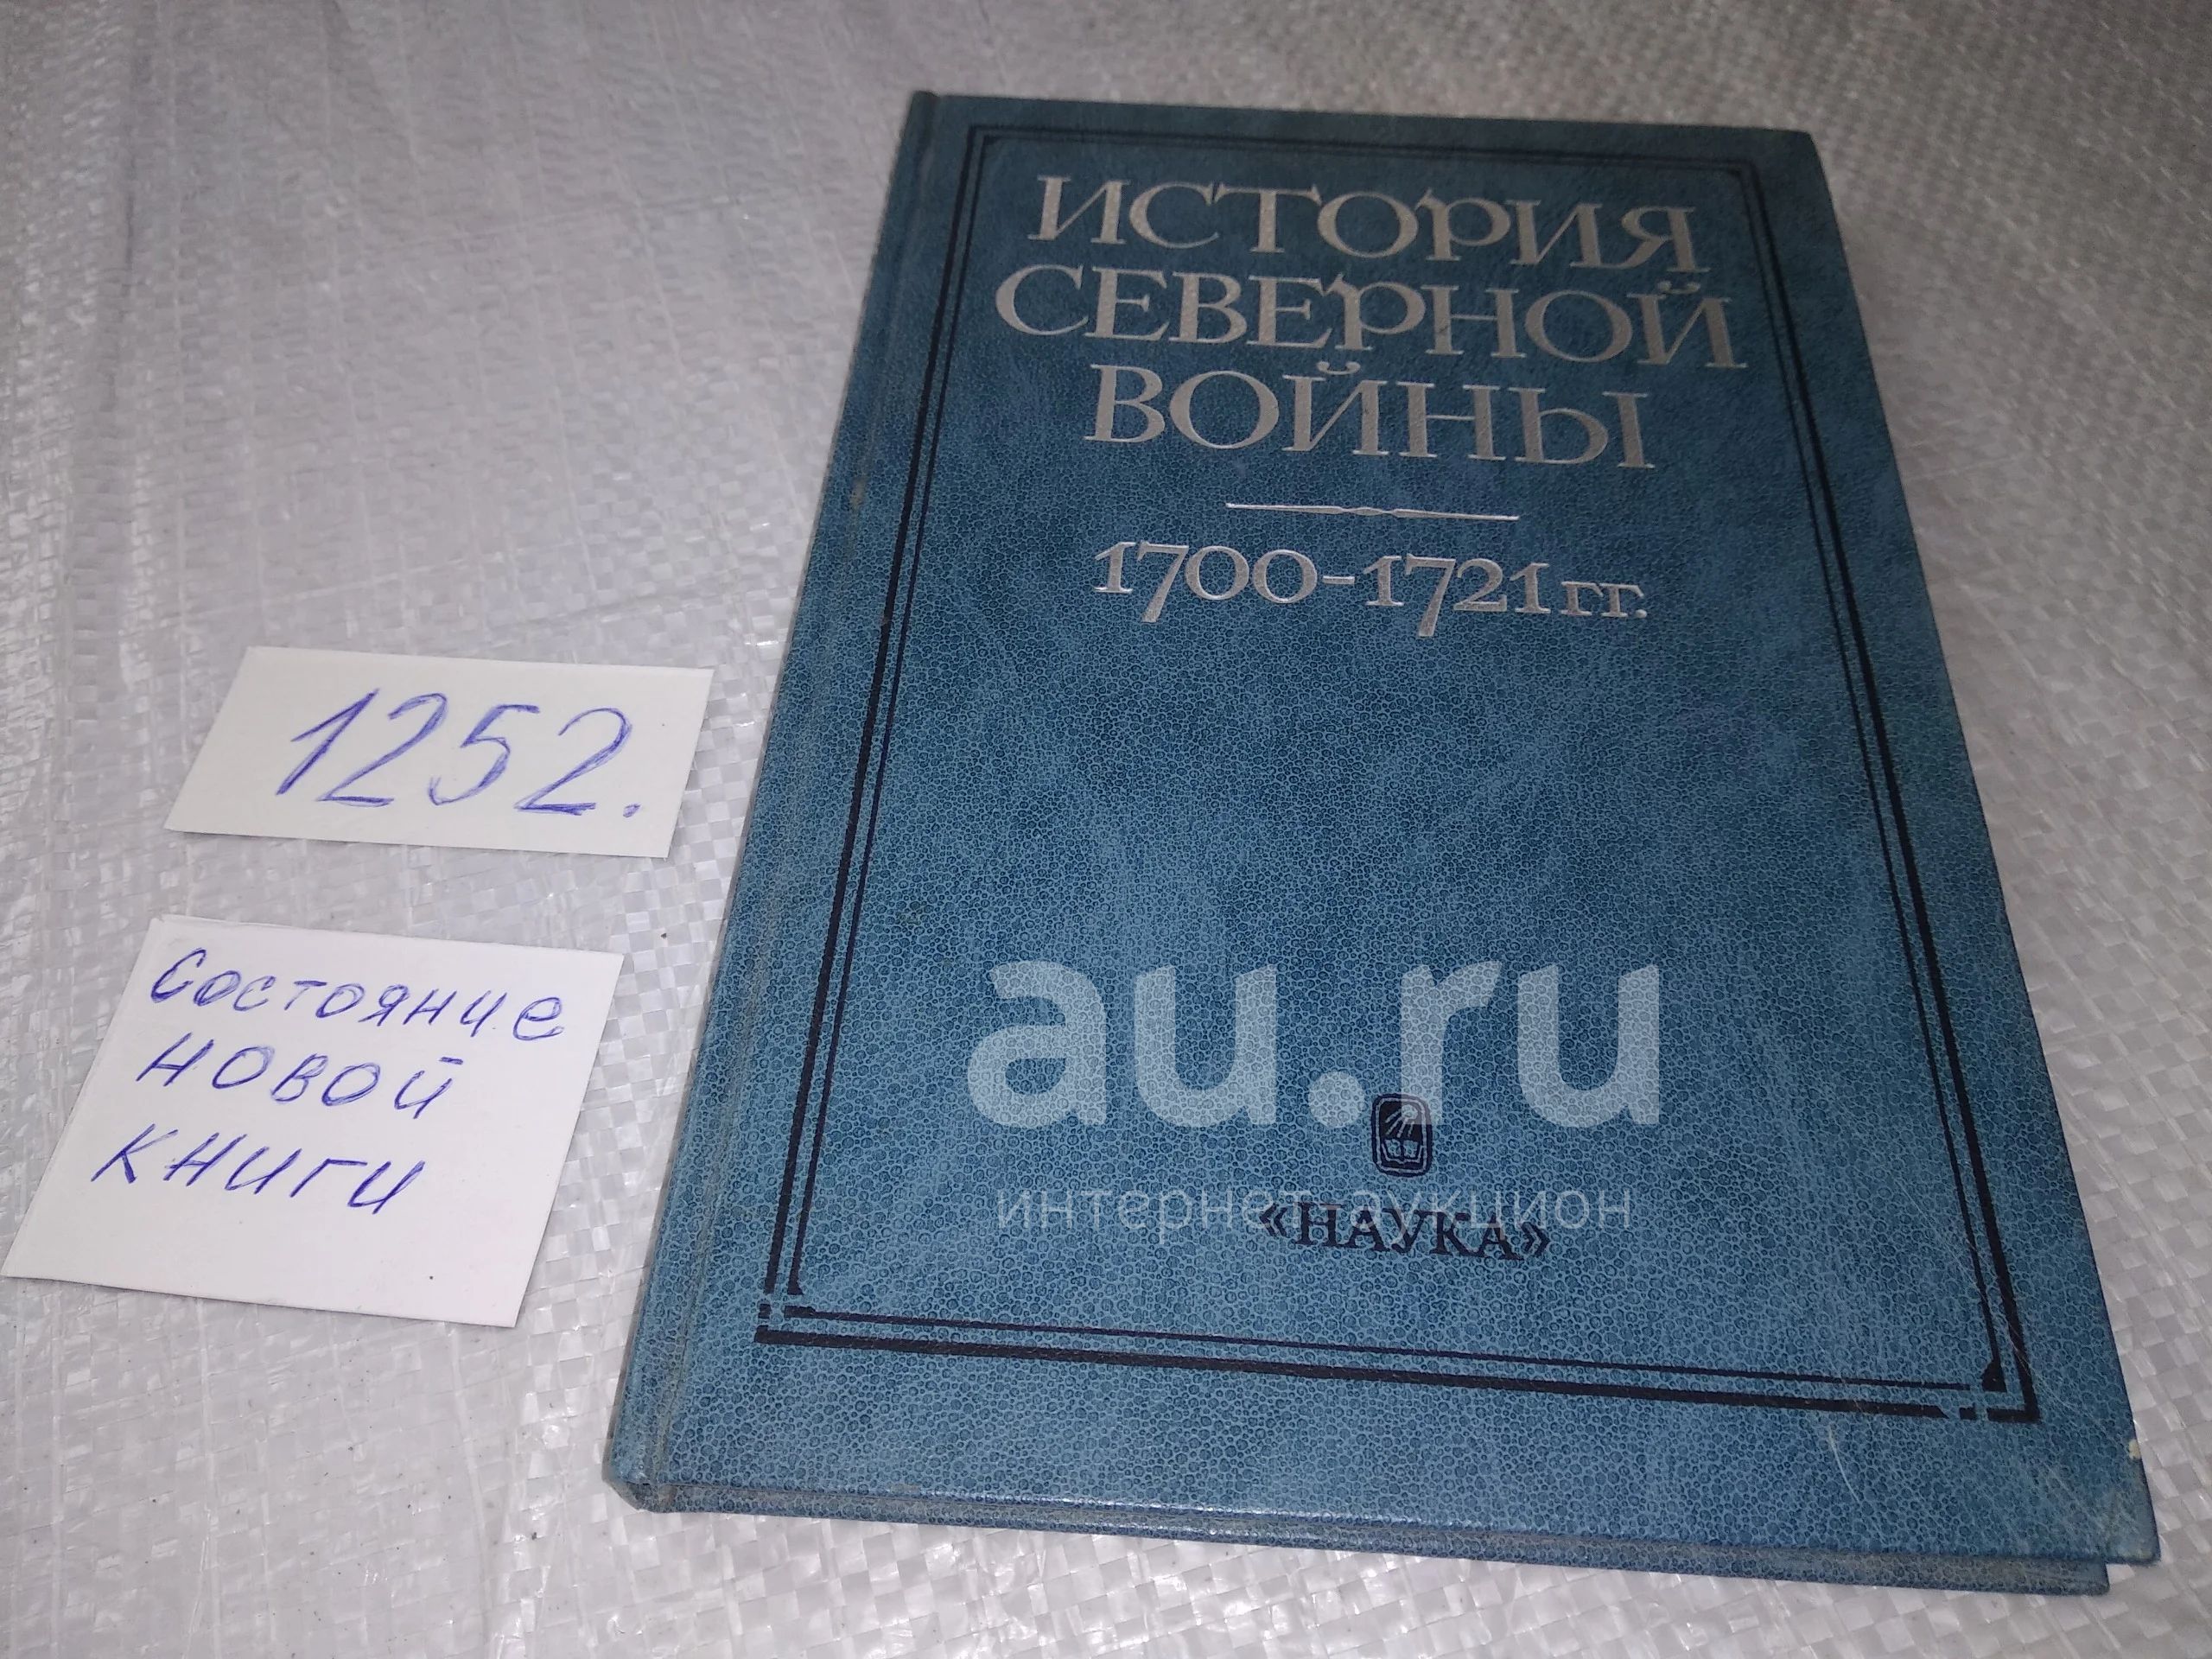 ИСТОРИЯ
СЕВЕРНОЙ
ВОЙНЫ
1700-1721 гг.
1252.
Состояние
новой
книги
au.ru
интернет-аукцион
«НАУКА»